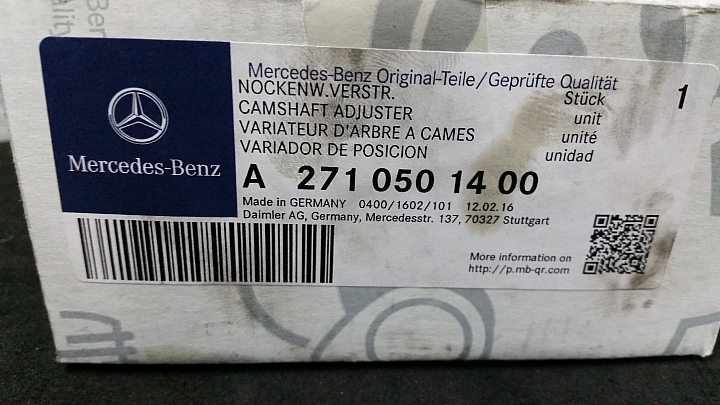 Mercedes-Benz
Mercedes-Benz Original-Teile/Geprüfte Qualität
NOCKENW.VERSTR. Stück 1
CAMSHAFT ADJUSTER unit
VARIATEUR D'ARBRE A CAMES unité
VARIADOR DE POSICION unidad
A 271 050 14 00
Made in GERMANY 0400/1602/101 12.02.16
Daimler AG, Germany, Mercedesstr. 137, 70327 Stuttgart
More information on
http://p.mb-qr.com